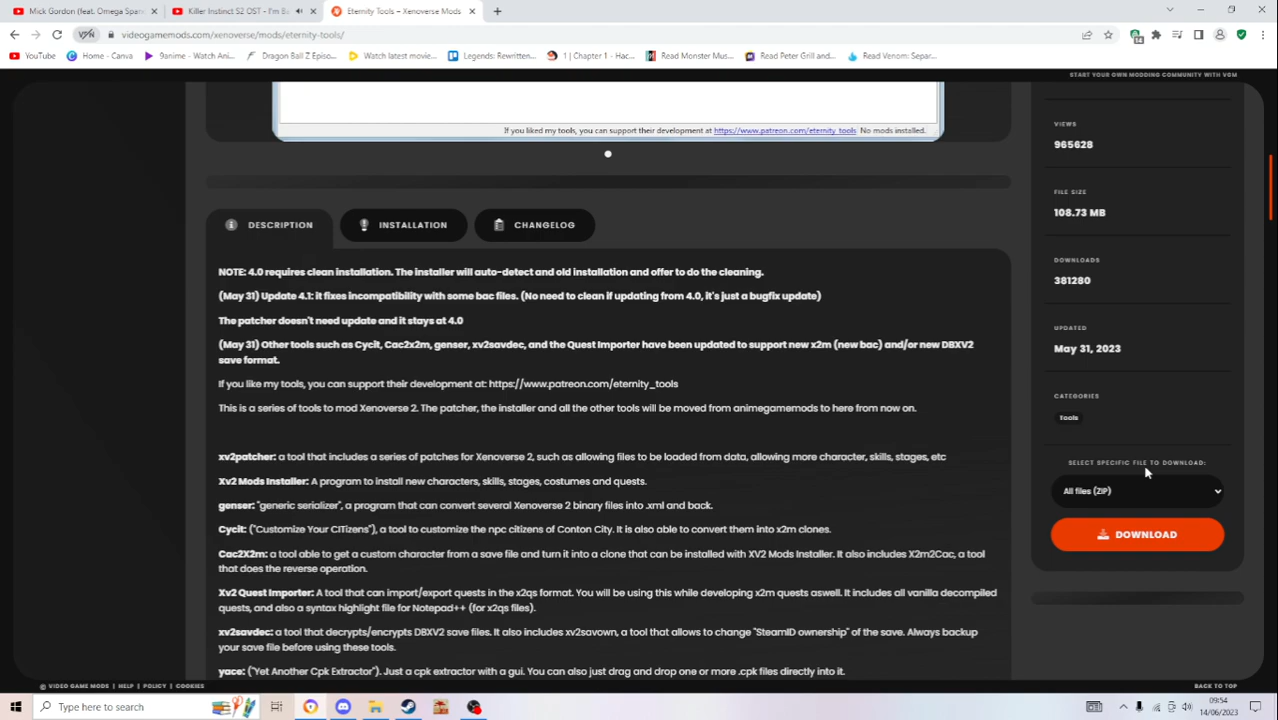 Mick Gordon (feat. Omega Spar
Killer Instinct S2 OST - I'm Ba
Eternity Tools – Xenoverse Mods
VPN
videogamemods.com/xenoverse/mods/eternity-tools/
YouTube
Home - Canva
9anime - Watch Ani...
Dragon Ball Z Episo...
Watch latest movie...
Legends: Rewritten...
1 | Chapter 1 - Hac...
Read Monster Mus...
Read Peter Grill and...
Read Venom: Separ...
START YOUR OWN MODDING COMMUNITY WITH VGM
If you liked my tools, you can support their development at https://www.patreon.com/eternity_tools No mods installed.
DESCRIPTION
INSTALLATION
CHANGELOG
NOTE: 4.0 requires clean installation. The installer will auto-detect and old installation and offer to do the cleaning.
(May 31) Update 4.1: it fixes incompatibility with some bac files. (No need to clean if updating from 4.0, it's just a bugfix update)
The patcher doesn't need update and it stays at 4.0
(May 31) Other tools such as Cycit, Cac2x2m, genser, xv2savdec, and the Quest Importer have been updated to support new x2m (new bac) and/or new DBXV2
save format.
If you like my tools, you can support their development at: https://www.patreon.com/eternity_tools
This is a series of tools to mod Xenoverse 2. The patcher, the installer and all the other tools will be moved from animegamemods to here from now on.
xv2patcher: a tool that includes a series of patches for Xenoverse 2, such as allowing files to be loaded from data, allowing more character, skills, stages, etc
Xv2 Mods Installer: A program to install new characters, skills, stages, costumes and quests.
genser: "generic serializer", a program that can convert several Xenoverse 2 binary files into .xml and back.
Cycit: ("Customize Your CITizens"), a tool to customize the npc citizens of Conton City. It is also able to convert them into x2m clones.
Cac2X2m: a tool able to get a custom character from a save file and turn it into a clone that can be installed with XV2 Mods Installer. It also includes X2m2Cac, a tool
that does the reverse operation.
Xv2 Quest Importer: A tool that can import/export quests in the x2qs format. You will be using this while developing x2m quests aswell. It includes all vanilla decompiled
quests, and also a syntax highlight file for Notepad++ (for x2qs files).
xv2savdec: a tool that decrypts/encrypts DBXV2 save files. It also includes xv2savown, a tool that allows to change "SteamID ownership" of the save. Always backup
your save file before using these tools.
yace: ("Yet Another Cpk Extractor"). Just a cpk extractor with a gui. You can also just drag and drop one or more .cpk files directly into it.
VIEWS
965628
FILE SIZE
108.73 MB
DOWNLOADS
381280
UPDATED
May 31, 2023
CATEGORIES
Tools
SELECT SPECIFIC FILE TO DOWNLOAD:
All files (ZIP)
DOWNLOAD
© VIDEO GAME MODS | HELP | POLICY | COOKIES
BACK TO TOP
Type here to search
09:54
14/06/2023